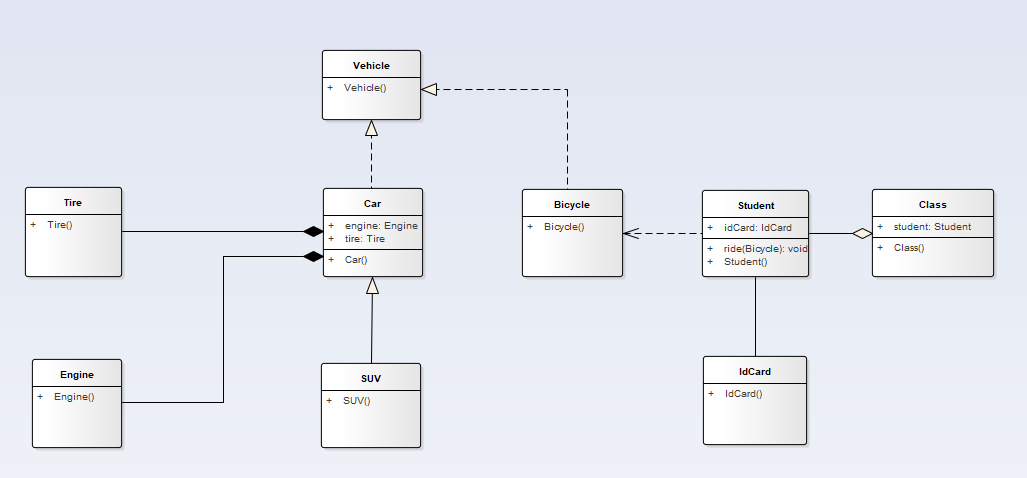 Vehicle
+ Vehicle()
Tire
+ Tire()
Car
+ engine: Engine
+ tire: Tire
+ Car()
Bicycle
+ Bicycle()
Student
+ idCard: IdCard
+ ride(Bicycle): void
+ Student()
Class
+ student: Student
+ Class()
Engine
+ Engine()
SUV
+ SUV()
IdCard
+ IdCard()